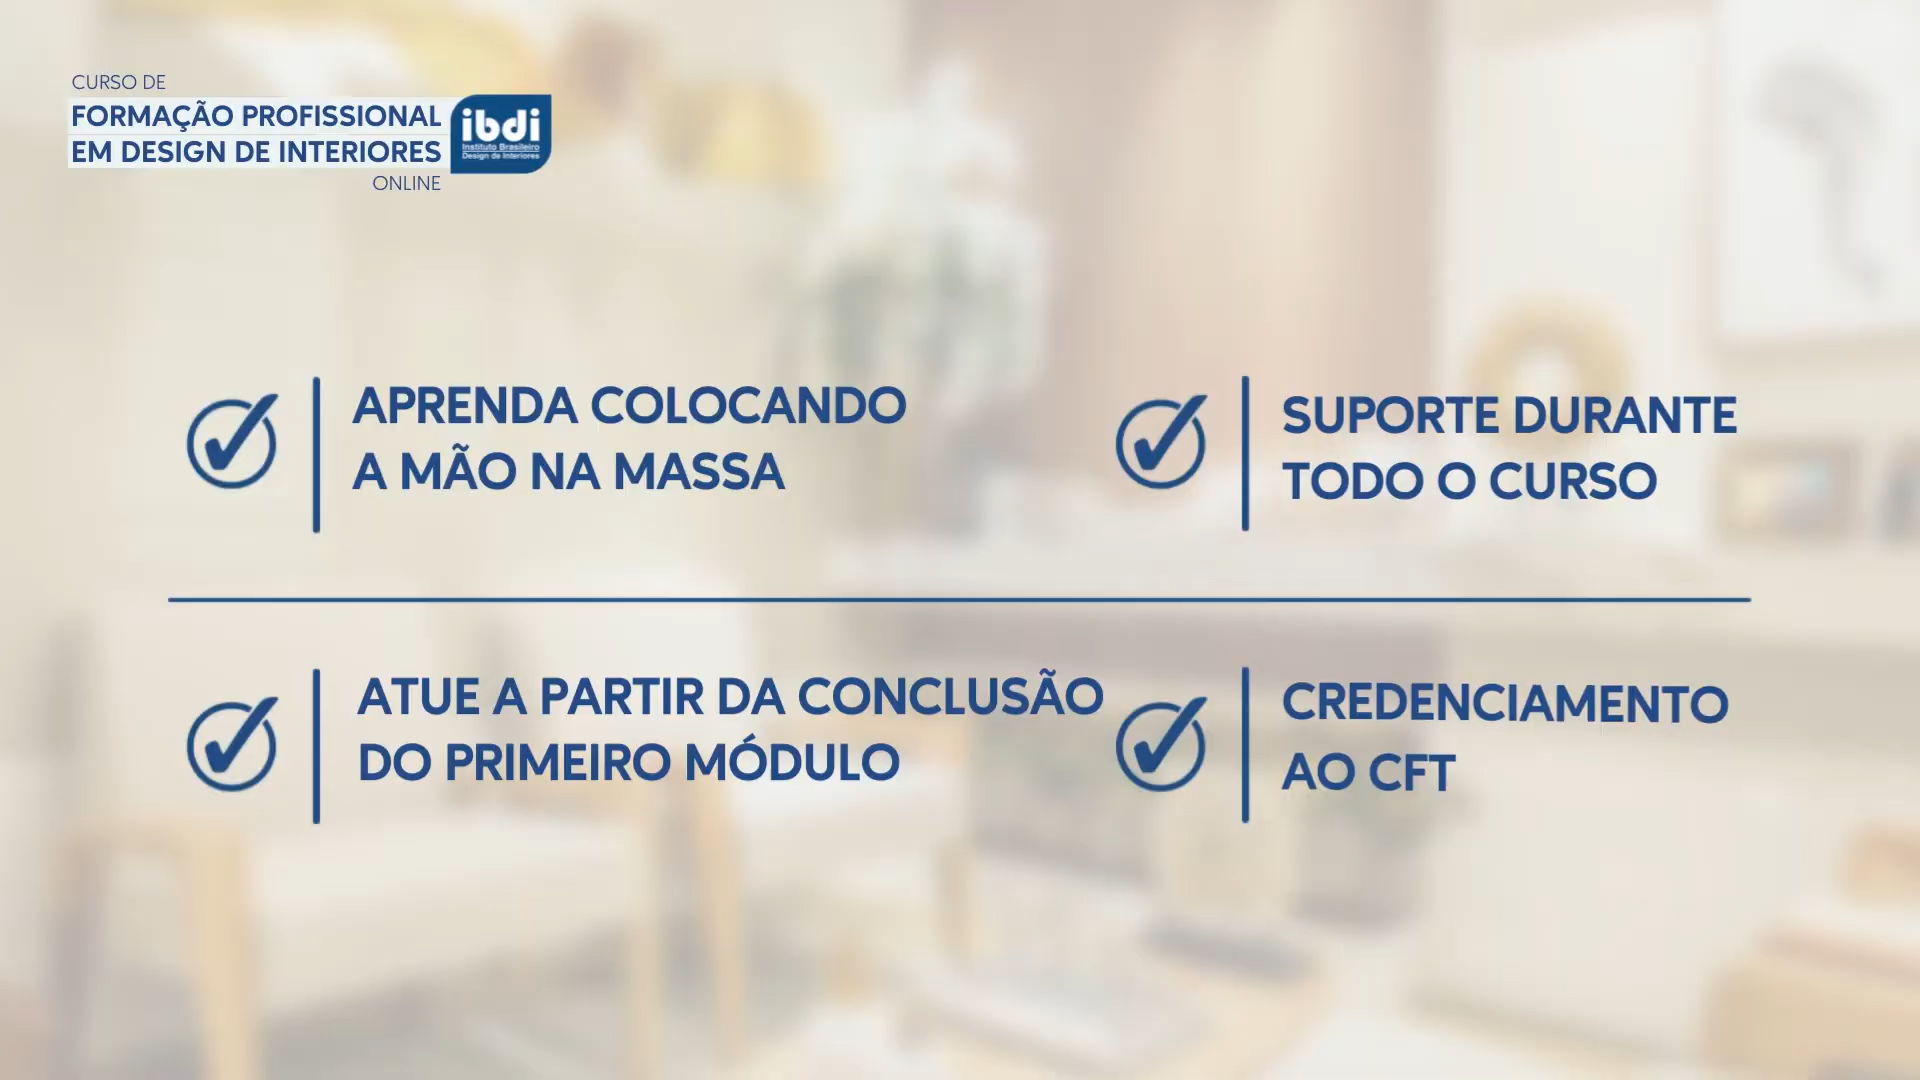 CURSO DE
FORMAÇÃO PROFISSIONAL
EM DESIGN DE INTERIORES
ONLINE
ibdi
Instituto Brasileiro
Design de Interiores
APRENDA COLOCANDO
A MÃO NA MASSA
SUPORTE DURANTE
TODO O CURSO
ATUE A PARTIR DA CONCLUSÃO
DO PRIMEIRO MÓDULO
CREDENCIAMENTO
AO CFT